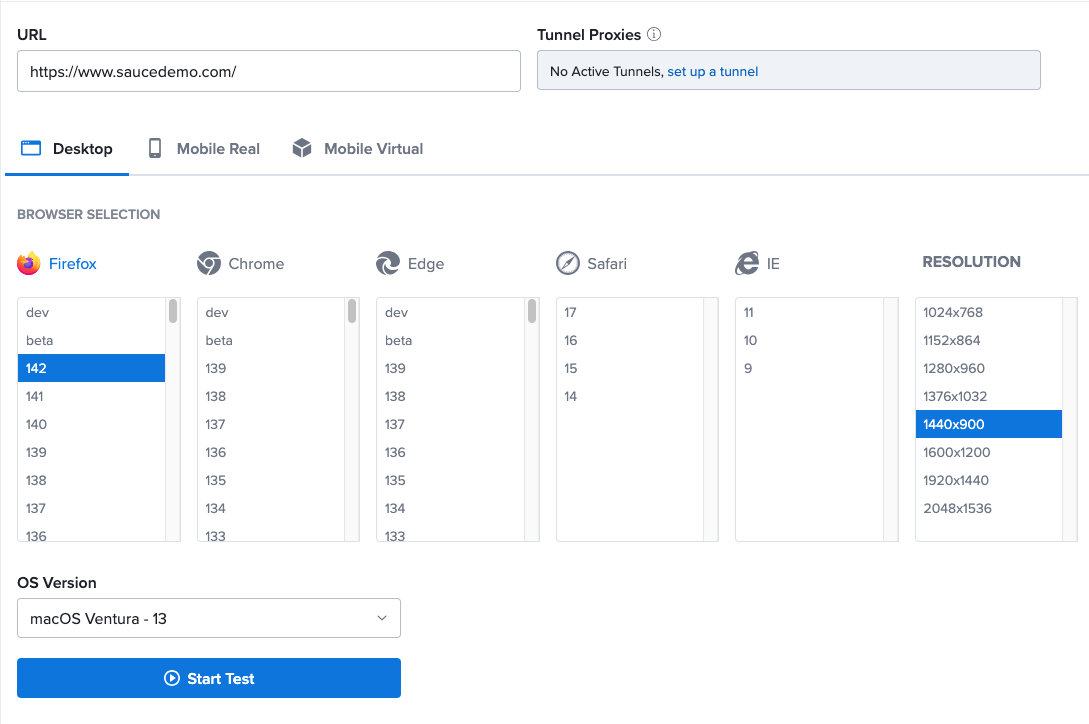 URL
https://www.saucedemo.com/
Tunnel Proxies
No Active Tunnels, set up a tunnel
Desktop
Mobile Real
Mobile Virtual
BROWSER SELECTION
Firefox
dev
beta
142
141
140
139
138
137
136
Chrome
dev
beta
139
138
137
136
135
134
133
Edge
dev
beta
139
138
137
136
135
134
133
Safari
17
16
15
14
IE
11
10
9
RESOLUTION
1024x768
1152x864
1280x960
1376x1032
1440x900
1600x1200
1920x1440
2048x1536
OS Version
macOS Ventura - 13
Start Test